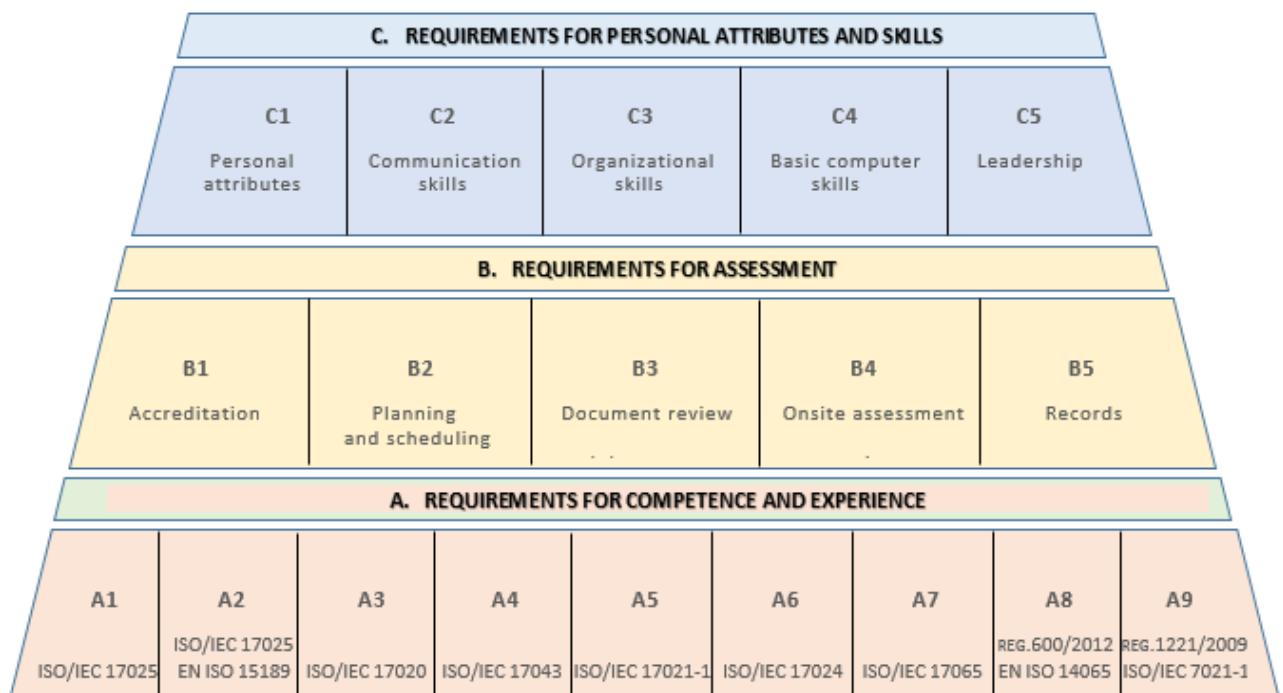 C. REQUIREMENTS FOR PERSONAL ATTRIBUTES AND SKILLS
C1
Personal
attributes
C2
Communication
skills
C3
Organizational
skills
C4
Basic computer
skills
C5
Leadership
B. REQUIREMENTS FOR ASSESSMENT
B1
Accreditation
B2
Planning
and scheduling
B3
Document review
B4
Onsite assessment
B5
Records
A. REQUIREMENTS FOR COMPETENCE AND EXPERIENCE
A1
ISO/IEC 17025
A2
ISO/IEC 17025
EN ISO 15189
A3
ISO/IEC 17020
A4
ISO/IEC 17043
A5
ISO/IEC 17021-1
A6
ISO/IEC 17024
A7
ISO/IEC 17065
A8
REG.600/2012
EN ISO 14065
A9
REG.1221/2009
ISO/IEC 7021-1